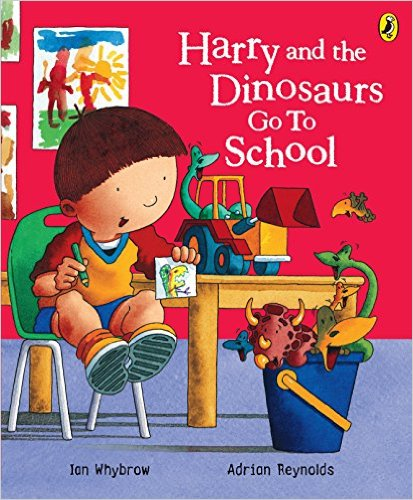 Harry and the
Dinosaurs
Go To
School
Ian Whybrow
Adrian Reynolds